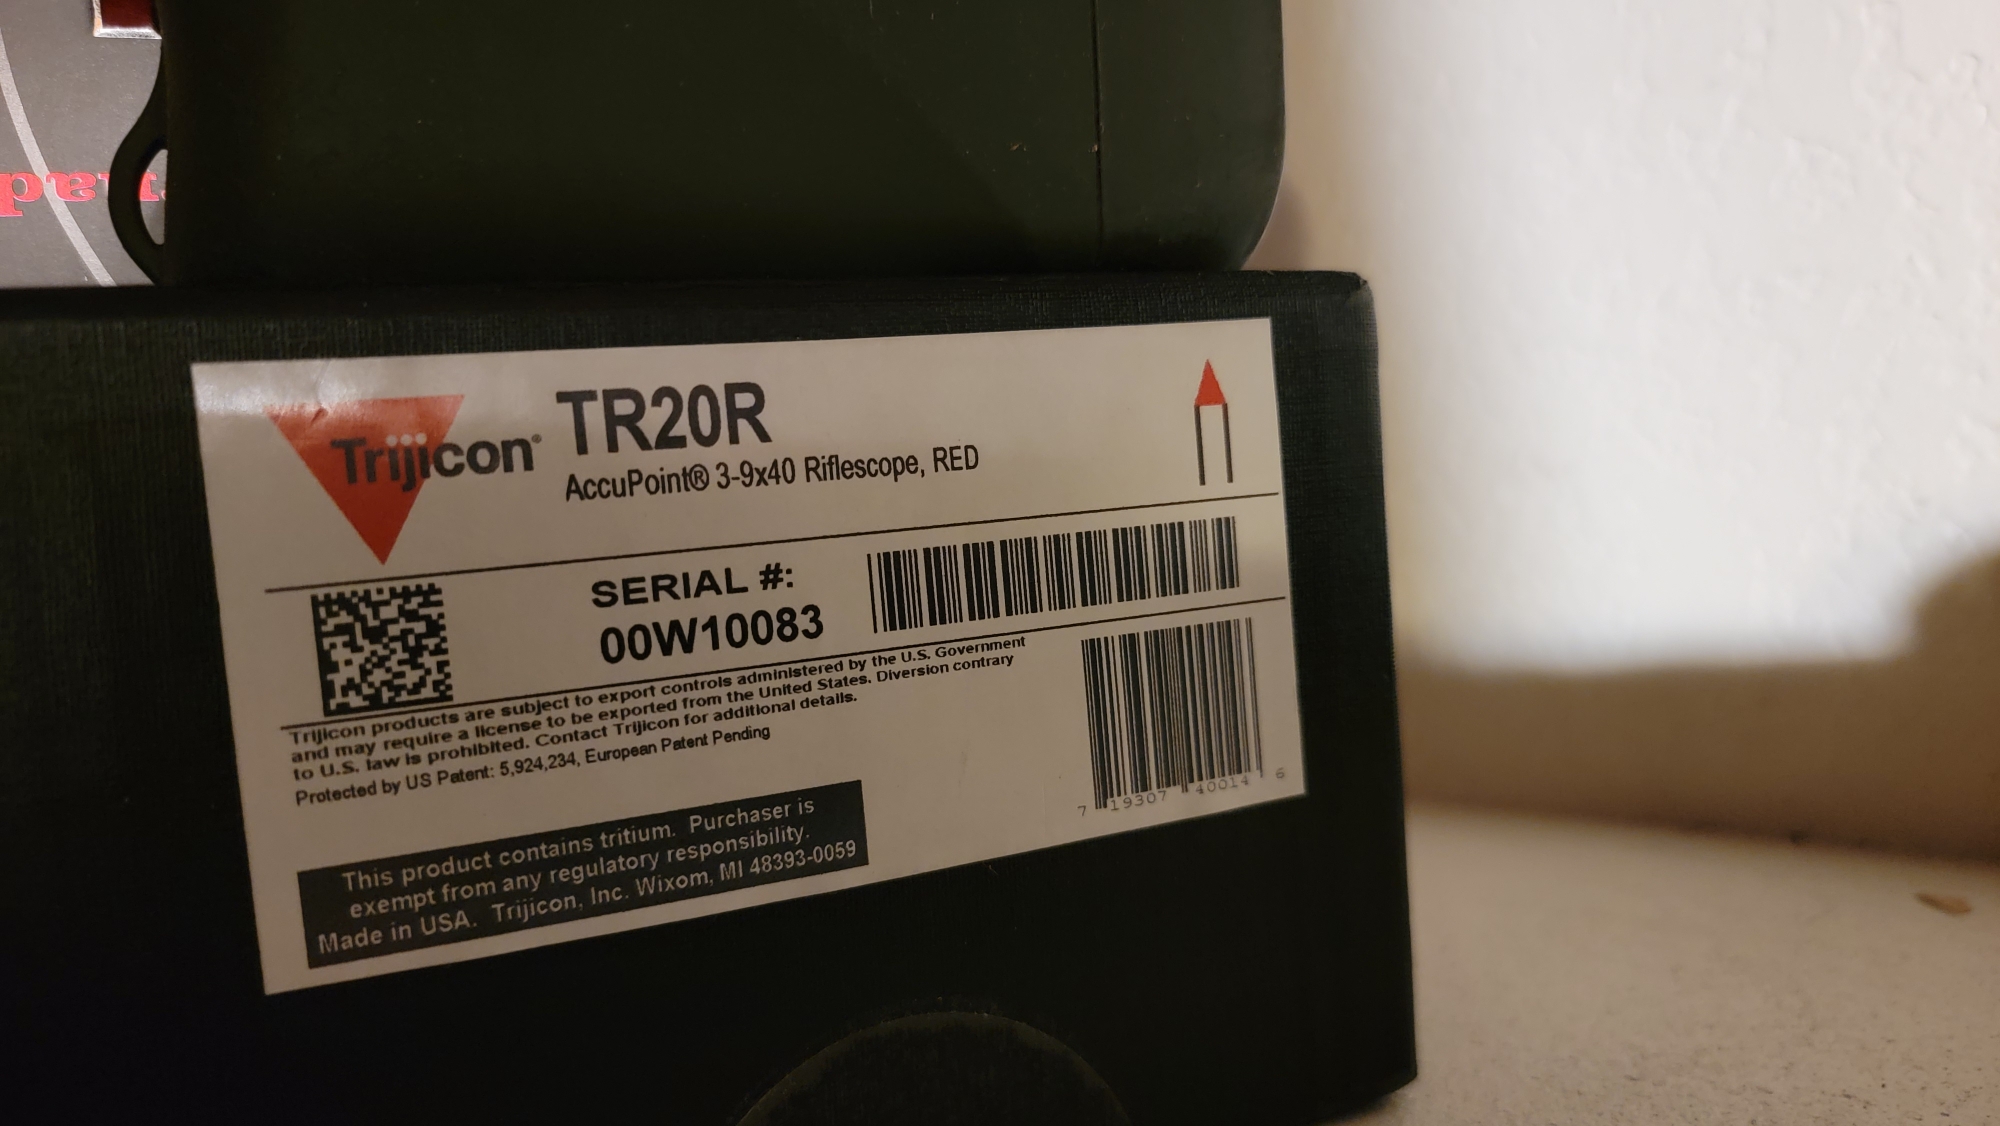 Trijicon®
TR20R
AccuPoint® 3-9x40 Riflescope, RED
SERIAL #:
00W10083
Trijicon products are subject to export controls administered by the U.S. Government
and may require a license to be exported from the United States. Diversion contrary
to U.S. law is prohibited. Contact Trijicon for additional details.
Protected by US Patent: 5,924,234, European Patent Pending
7 19307 40014 6
This product contains tritium. Purchaser is
exempt from any regulatory responsibility.
Made in USA. Trijicon, Inc. Wixom, MI 48393-0059